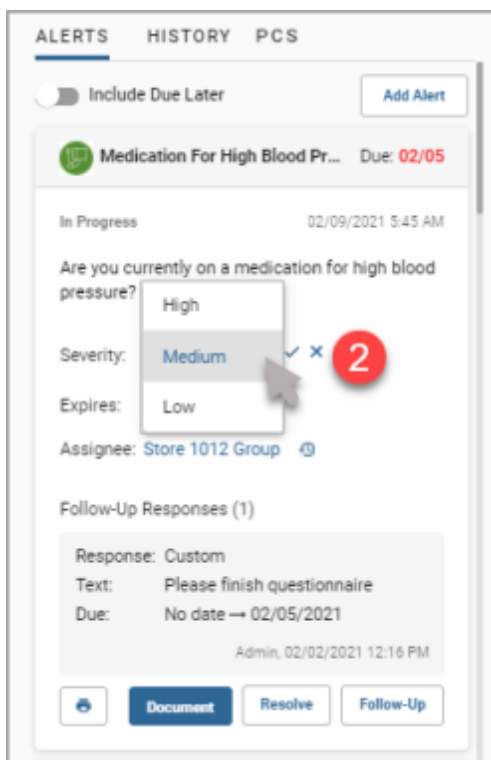 ALERTS HISTORY PCS
Include Due Later Add Alert
Medication For High Blood Pr... Due: 02/05
In Progress 02/09/2021 5:45 AM
Are you currently on a medication for high blood
pressure?
High
Severity: Medium 2
Expires: Low
Assignee: Store 1012 Group
Follow-Up Responses (1)
Response: Custom
Text: Please finish questionnaire
Due: No date → 02/05/2021
Admin, 02/02/2021 12:16 PM
Document Resolve Follow-Up